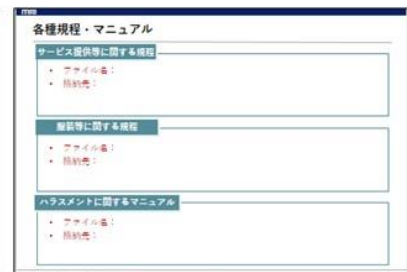 各種規程・マニュアル
サービス提供等に関する規程
・ ファイル名：
・ 格納先：
服装等に関する規程
・ ファイル名：
・ 格納先：
ハラスメントに関するマニュアル
・ ファイル名：
・ 格納先：